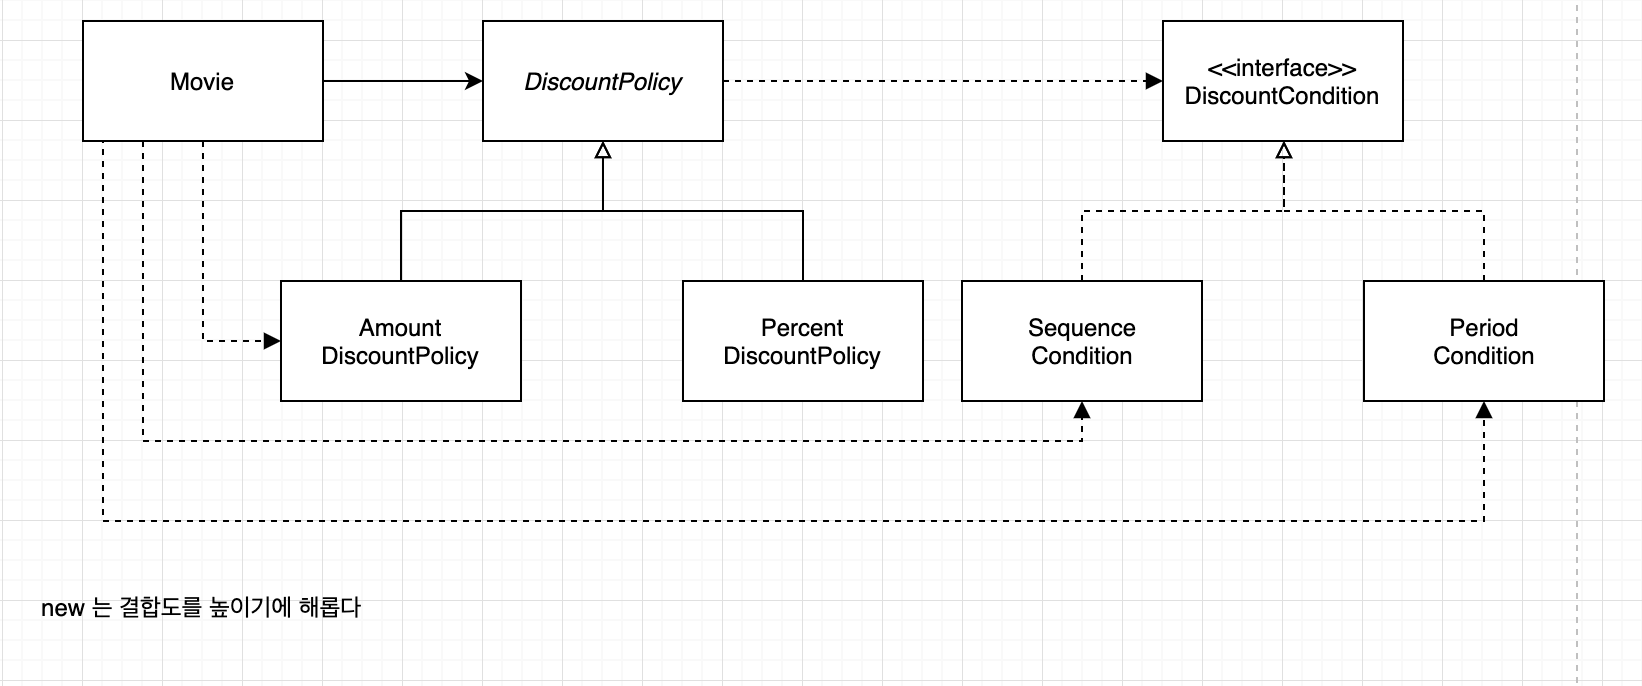 Movie
DiscountPolicy
<<interface>>
DiscountCondition
Amount
DiscountPolicy
Percent
DiscountPolicy
Sequence
Condition
Period
Condition
new 는 결합도를 높이기에 해롭다